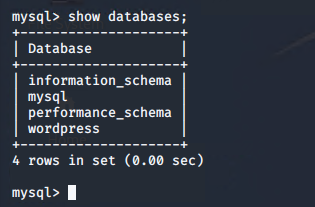 mysql> show databases;
+--------------------+
| Database           |
+--------------------+
| information_schema |
| mysql              |
| performance_schema |
| wordpress          |
+--------------------+
4 rows in set (0.00 sec)
mysql>